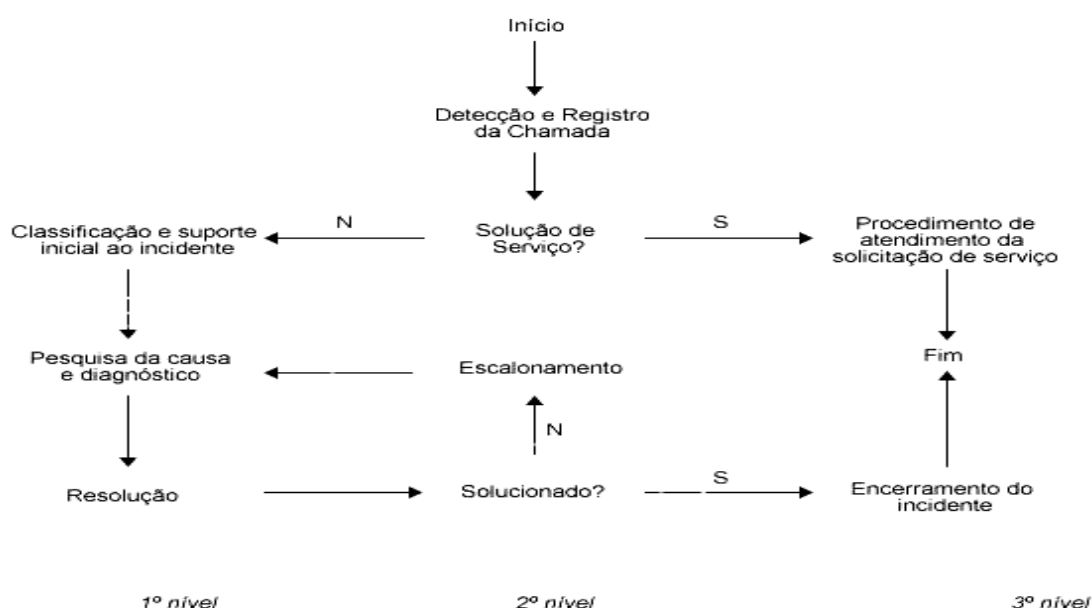 Início
Detecção e Registro
da Chamada
Classificação e suporte
inicial ao incidente
N
Solução de
Serviço?
S
Procedimento de
atendimento da
solicitação de serviço
Pesquisa da causa
e diagnóstico
Escalonamento
Fim
N
Resolução
Solucionado?
S
Encerramento do
incidente
1º nível
2º nível
3º nível